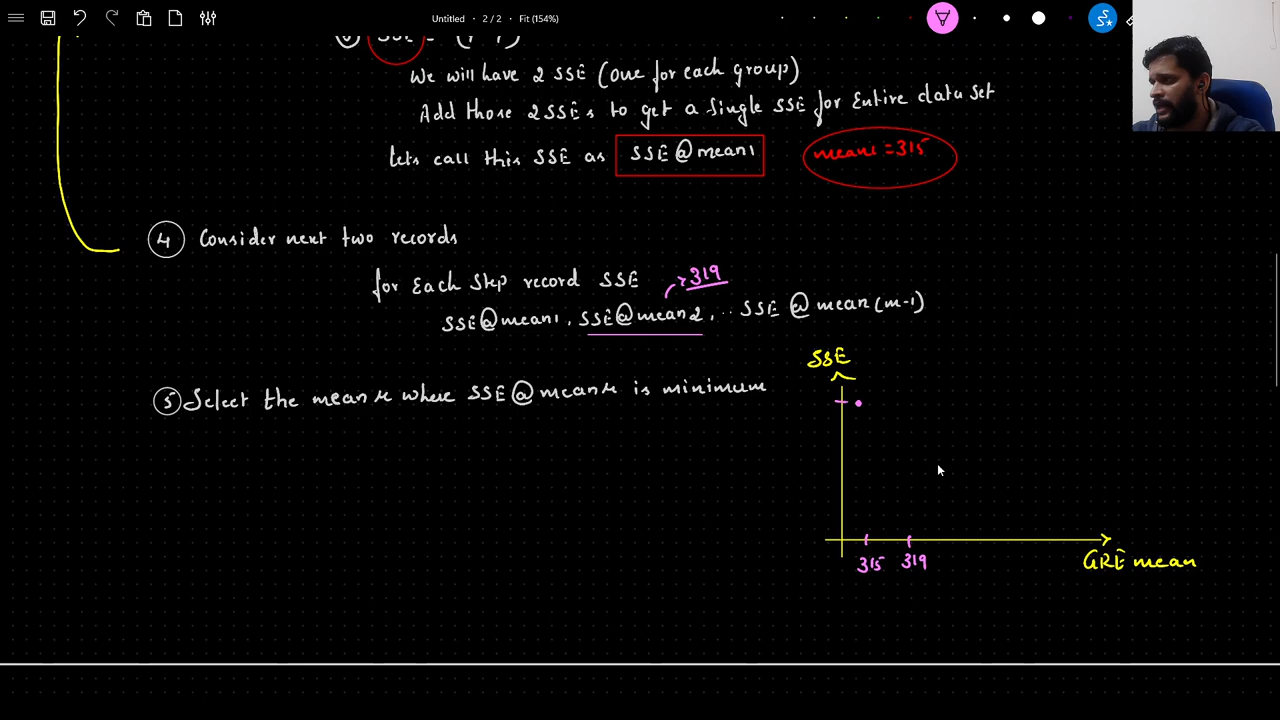 Untitled · 2 / 2 · Fit (154%)
SSE =
We will have 2 SSE (one for each group)
Add those 2 SSEs to get a single SSE for Entire data set
Lets call this SSE as SSE@mean1 mean1 = 315
4 Consider next two records
for Each step record SSE 319
SSE@mean1, SSE@mean2, .. SSE @ mean(m-1)
SSE
5 Select the mean where SSE@mean is minimum
315 319
GRE mean